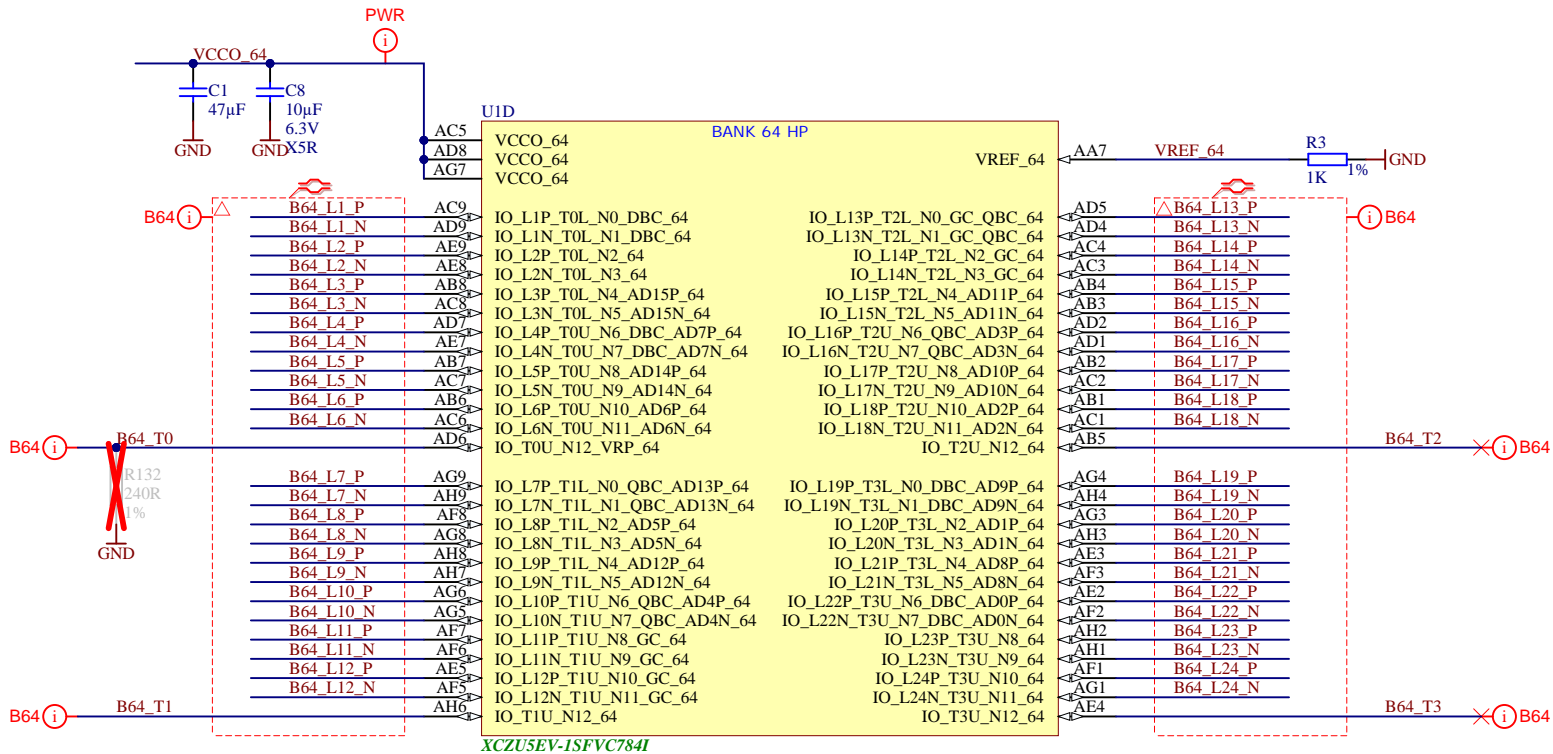 PWR
VCCO_64
C1
47µF
GND
C8
10µF
6.3V
X5R
GND
U1D
BANK 64 HP
AC5 VCCO_64
AD8 VCCO_64
AG7 VCCO_64
VREF_64 AA7 VREF_64
R3
1K
1%
GND
B64
B64
B64_L1_P AC9 IO_L1P_T0L_N0_DBC_64 IO_L13P_T2L_N0_GC_QBC_64 AD5 B64_L13_P
B64_L1_N AD9 IO_L1N_T0L_N1_DBC_64 IO_L13N_T2L_N1_GC_QBC_64 AD4 B64_L13_N
B64_L2_P AE9 IO_L2P_T0L_N2_64 IO_L14P_T2L_N2_GC_64 AC4 B64_L14_P
B64_L2_N AE8 IO_L2N_T0L_N3_64 IO_L14N_T2L_N3_GC_64 AC3 B64_L14_N
B64_L3_P AB8 IO_L3P_T0L_N4_AD15P_64 IO_L15P_T2L_N4_AD11P_64 AB4 B64_L15_P
B64_L3_N AC8 IO_L3N_T0L_N5_AD15N_64 IO_L15N_T2L_N5_AD11N_64 AB3 B64_L15_N
B64_L4_P AD7 IO_L4P_T0U_N6_DBC_AD7P_64 IO_L16P_T2U_N6_QBC_AD3P_64 AD2 B64_L16_P
B64_L4_N AE7 IO_L4N_T0U_N7_DBC_AD7N_64 IO_L16N_T2U_N7_QBC_AD3N_64 AD1 B64_L16_N
B64_L5_P AB7 IO_L5P_T0U_N8_AD14P_64 IO_L17P_T2U_N8_AD10P_64 AB2 B64_L17_P
B64_L5_N AC7 IO_L5N_T0U_N9_AD14N_64 IO_L17N_T2U_N9_AD10N_64 AC2 B64_L17_N
B64_L6_P AB6 IO_L6P_T0U_N10_AD6P_64 IO_L18P_T2U_N10_AD2P_64 AB1 B64_L18_P
B64_L6_N AC6 IO_L6N_T0U_N11_AD6N_64 IO_L18N_T2U_N11_AD2N_64 AC1 B64_L18_N
B64 B64_T0 AD6 IO_T0U_N12_VRP_64 IO_T2U_N12_64 AB5 B64_T2 B64
R132
240R
1%
GND
B64_L7_P AG9 IO_L7P_T1L_N0_QBC_AD13P_64 IO_L19P_T3L_N0_DBC_AD9P_64 AG4 B64_L19_P
B64_L7_N AH9 IO_L7N_T1L_N1_QBC_AD13N_64 IO_L19N_T3L_N1_DBC_AD9N_64 AH4 B64_L19_N
B64_L8_P AF8 IO_L8P_T1L_N2_AD5P_64 IO_L20P_T3L_N2_AD1P_64 AG3 B64_L20_P
B64_L8_N AG8 IO_L8N_T1L_N3_AD5N_64 IO_L20N_T3L_N3_AD1N_64 AH3 B64_L20_N
B64_L9_P AH8 IO_L9P_T1L_N4_AD12P_64 IO_L21P_T3L_N4_AD8P_64 AE3 B64_L21_P
B64_L9_N AH7 IO_L9N_T1L_N5_AD12N_64 IO_L21N_T3L_N5_AD8N_64 AF3 B64_L21_N
B64_L10_P AG6 IO_L10P_T1U_N6_QBC_AD4P_64 IO_L22P_T3U_N6_DBC_AD0P_64 AE2 B64_L22_P
B64_L10_N AG5 IO_L10N_T1U_N7_QBC_AD4N_64 IO_L22N_T3U_N7_DBC_AD0N_64 AF2 B64_L22_N
B64_L11_P AF7 IO_L11P_T1U_N8_GC_64 IO_L23P_T3U_N8_64 AH2 B64_L23_P
B64_L11_N AF6 IO_L11N_T1U_N9_GC_64 IO_L23N_T3U_N9_64 AH1 B64_L23_N
B64_L12_P AE5 IO_L12P_T1U_N10_GC_64 IO_L24P_T3U_N10_64 AF1 B64_L24_P
B64_L12_N AF5 IO_L12N_T1U_N11_GC_64 IO_L24N_T3U_N11_64 AG1 B64_L24_N
B64 B64_T1 AH6 IO_T1U_N12_64 IO_T3U_N12_64 AE4 B64_T3 B64
XCZU5EV-1SFVC784I